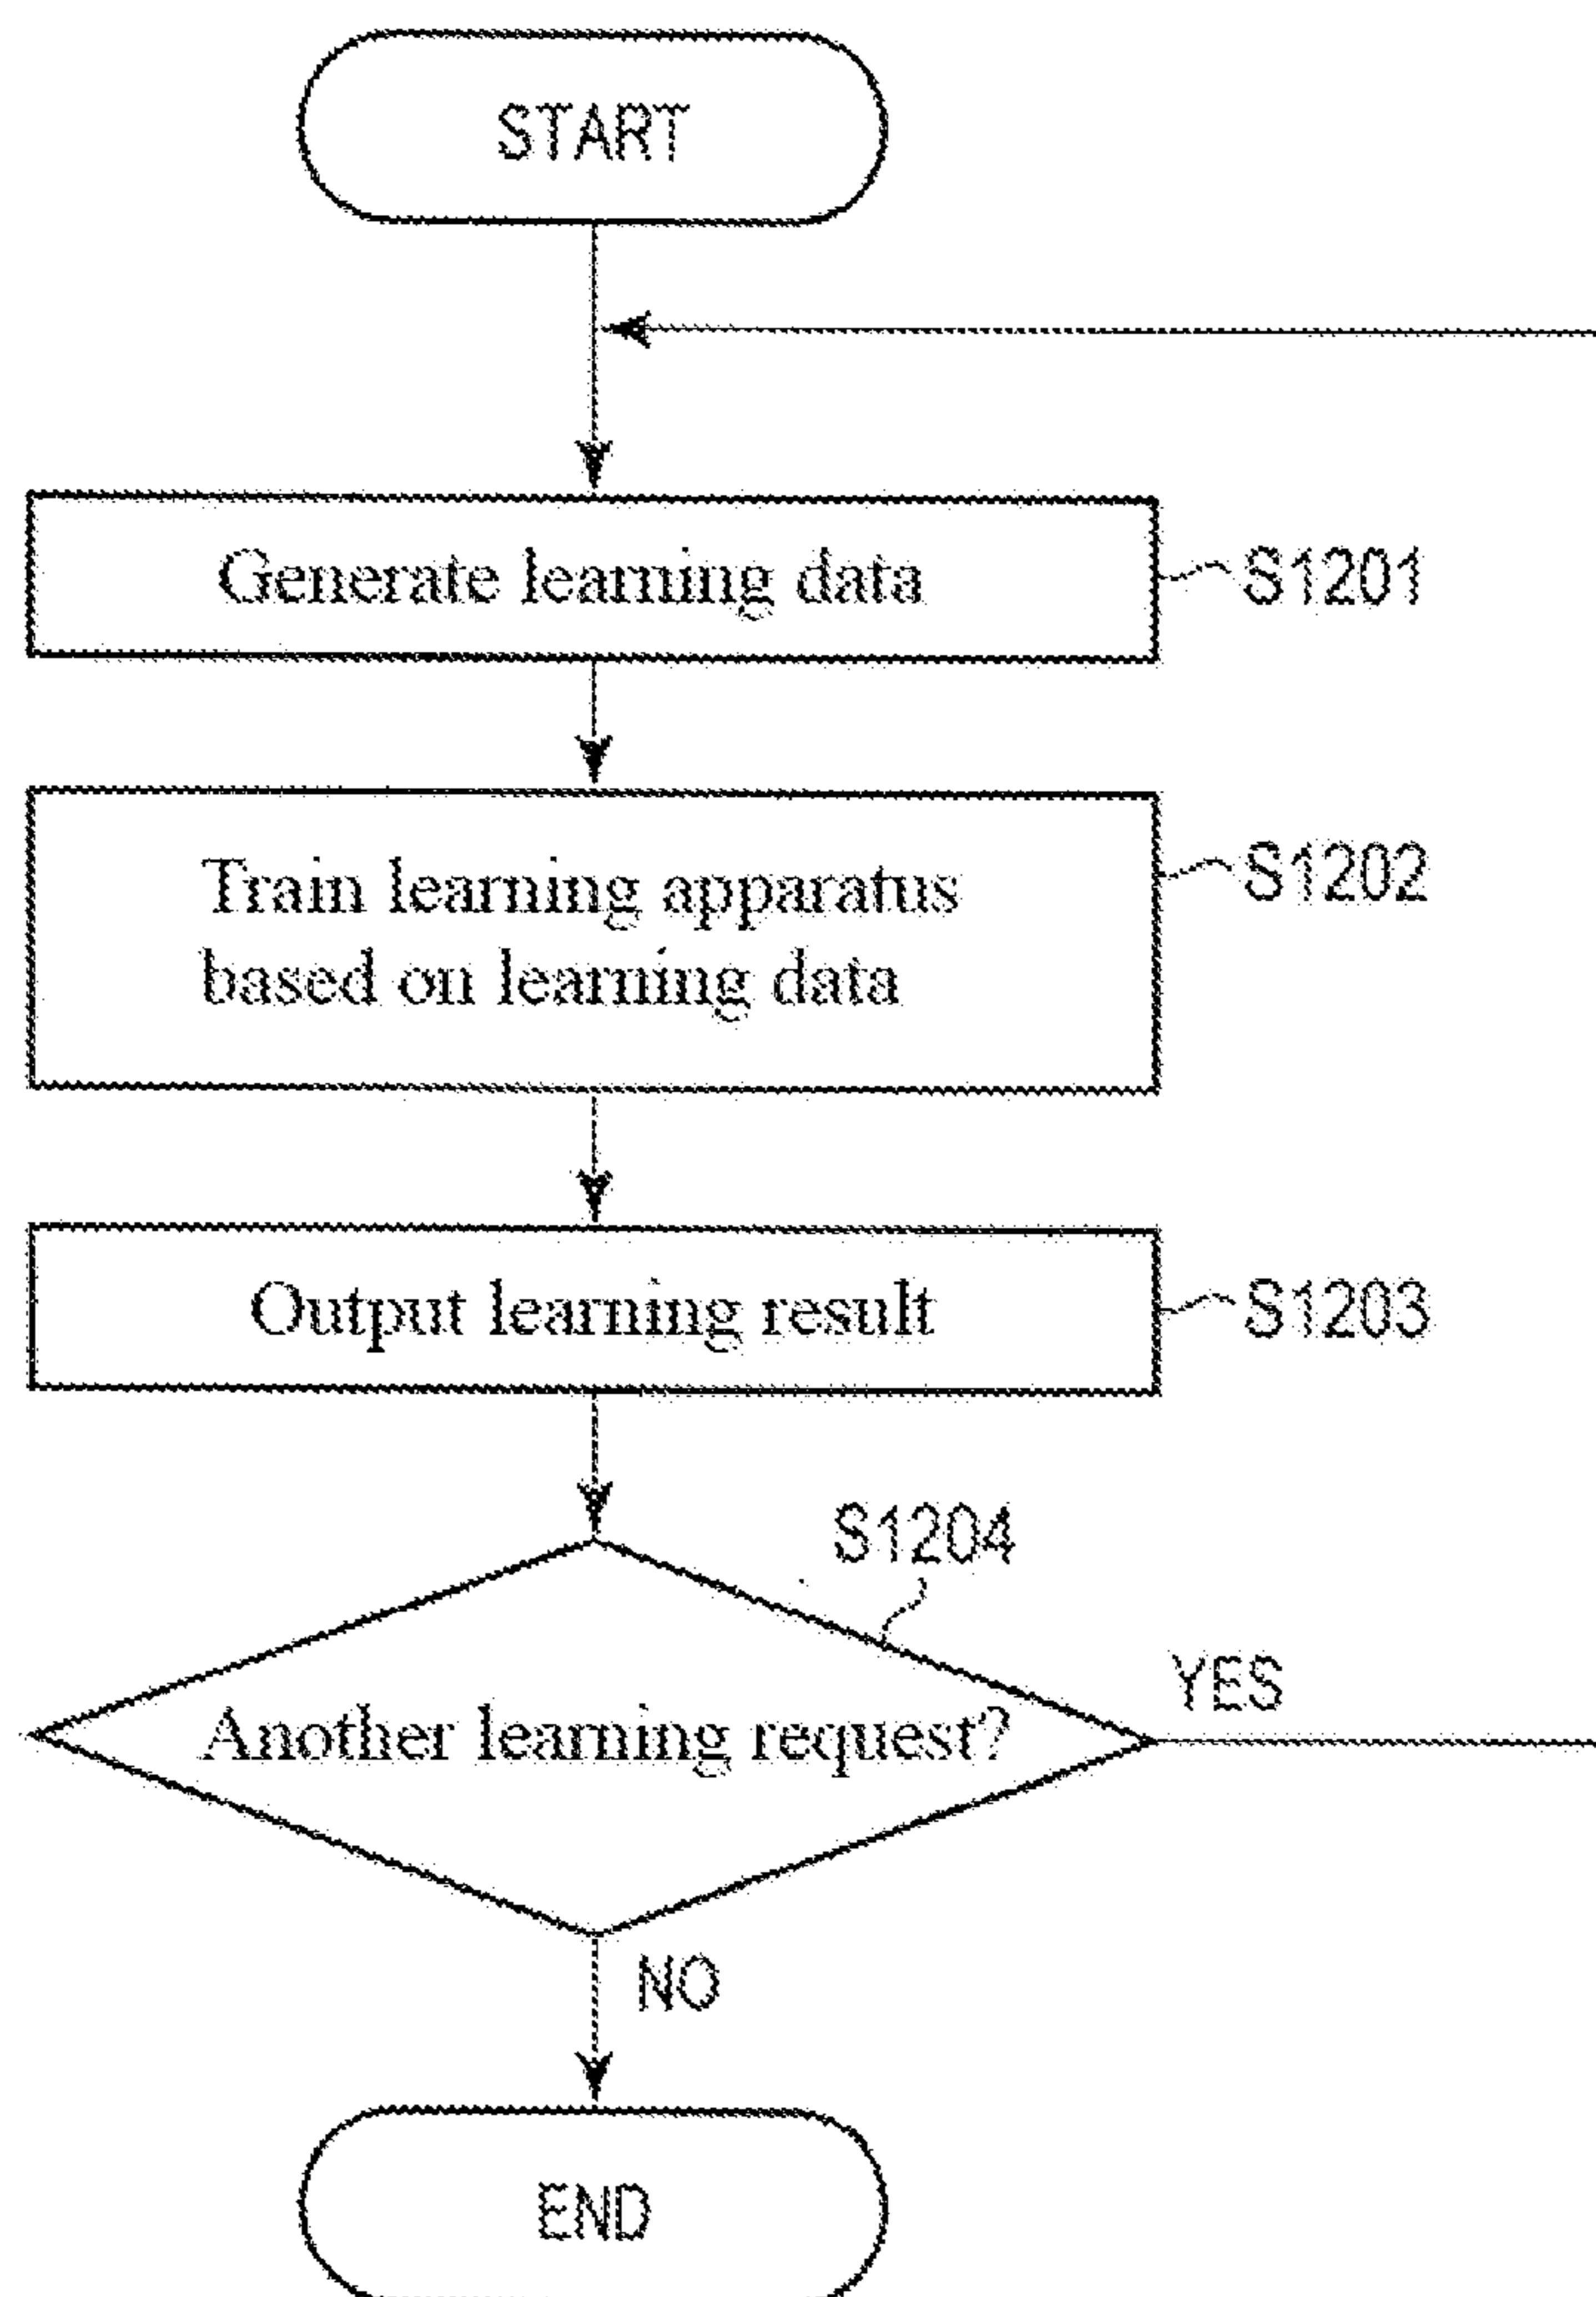 START
Generate learning data
S1201
Train learning apparatus
based on learning data
S1202
Output learning result
S1203
S1204
Another learning request?
YES
NO
END